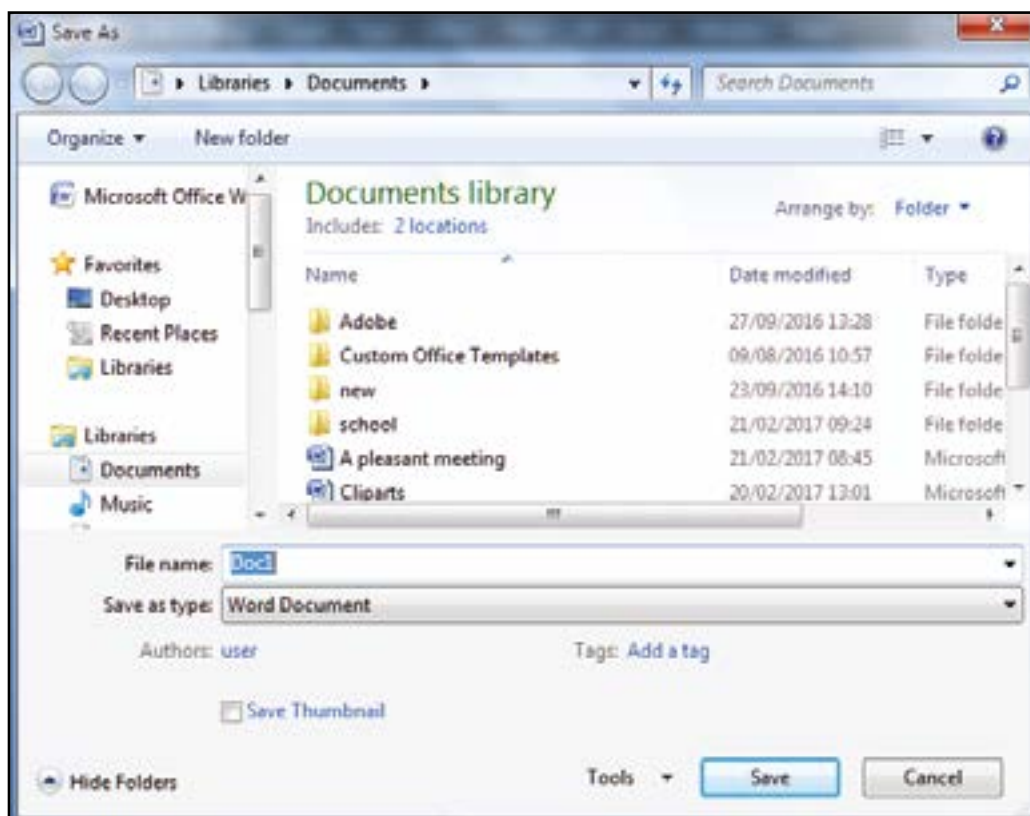 Save As
Libraries Documents Search Documents
Organize New folder
Microsoft Office W
Favorites
Desktop
Recent Places
Libraries
Libraries
Documents
Music
Documents library
Includes: 2 locations
Arrange by: Folder
Name Date modified Type
Adobe 27/09/2016 13:28 File folde
Custom Office Templates 09/08/2016 10:57 File folde
new 23/09/2016 14:10 File folde
school 21/02/2017 09:24 File folde
A pleasant meeting 21/02/2017 08:45 Microsoft
Cliparts 20/02/2017 13:01 Microsoft
File name: Doc1
Save as type: Word Document
Authors: user Tags: Add a tag
Save Thumbnail
Hide Folders Tools Save Cancel